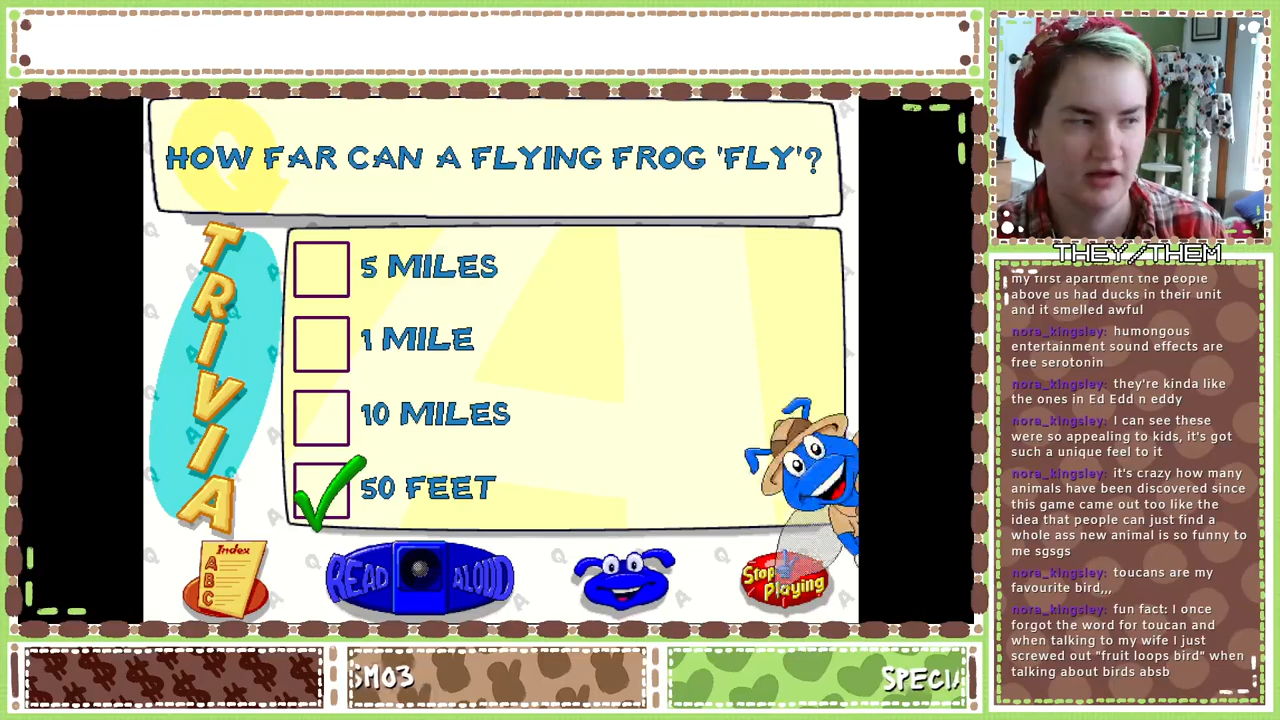 HOW FAR CAN A FLYING FROG 'FLY'?
TRIVIA
5 MILES
1 MILE
10 MILES
50 FEET
Index
A
B
C
READ ALOUD
Stop Playing
THEY/THEM
my first apartment the people
above us had ducks in their unit
and it smelled awful
nora_kingsley: humongous
entertainment sound effects are
free serotonin
nora_kingsley: they're kinda like
the ones in Ed Edd n eddy
nora_kingsley: I can see these
were so appealing to kids, it's got
such a unique feel to it
nora_kingsley: it's crazy how many
animals have been discovered since
this game came out too like the
idea that people can just find a
whole ass new animal is so funny to
me sgsgs
nora_kingsley: toucans are my
favourite bird,,,
nora_kingsley: fun fact: I once
forgot the word for toucan and
when talking to my wife I just
screwed out "fruit loops bird" when
talking about birds absb
SM03
SPECIA